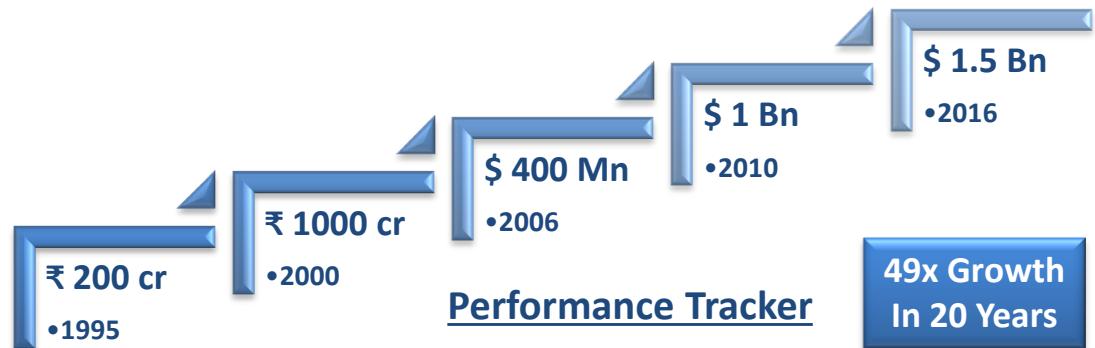 ₹ 200 cr
•1995
₹ 1000 cr
•2000
$ 400 Mn
•2006
$ 1 Bn
•2010
$ 1.5 Bn
•2016
Performance Tracker
49x Growth
In 20 Years